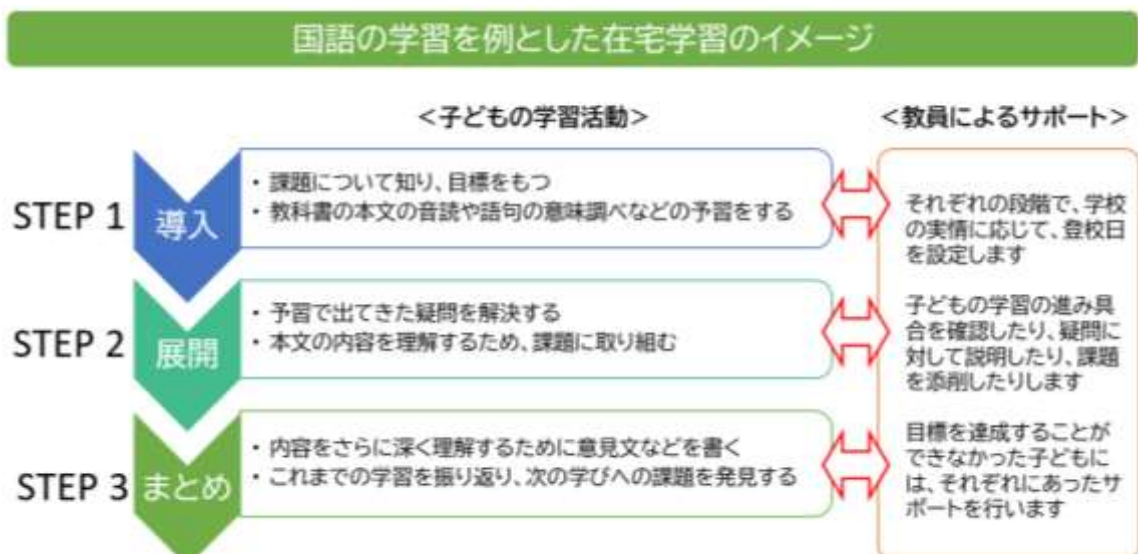 国語の学習を例とした在宅学習のイメージ
＜子どもの学習活動＞
＜教員によるサポート＞
STEP 1
導入
・ 課題について知り、目標をもつ
・ 教科書の本文の音読や語句の意味調べなどの予習をする
STEP 2
展開
・ 予習で出てきた疑問を解決する
・ 本文の内容を理解するため、課題に取り組む
STEP 3
まとめ
・ 内容をさらに深く理解するために意見文などを書く
・ これまでの学習を振り返り、次の学びへの課題を発見する
それぞれの段階で、学校
の実情に応じて、登校日
を設定します
子どもの学習の進み具
合を確認したり、疑問に
対して説明したり、課題
を添削したりします
目標を達成することが
できなかった子どもに
は、それぞれにあったサ
ポートを行います